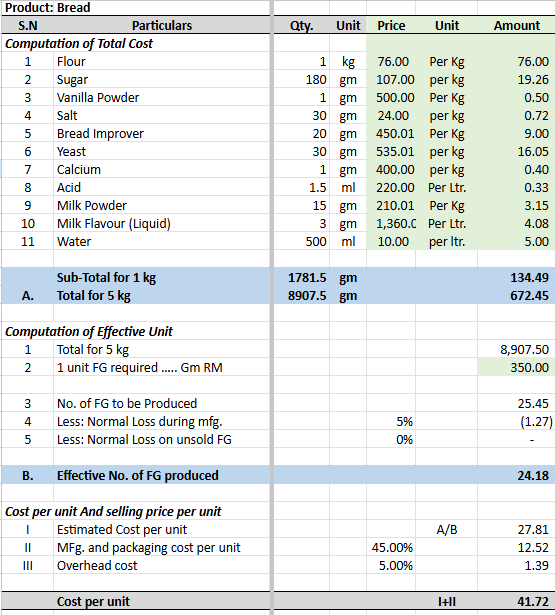 Product: Bread
S.N Particulars Qty. Unit Price Unit Amount
Computation of Total Cost
1 Flour 1 kg 76.00 Per Kg 76.00
2 Sugar 180 gm 107.00 per kg 19.26
3 Vanilla Powder 1 gm 500.00 Per Kg 0.50
4 Salt 30 gm 24.00 per kg 0.72
5 Bread Improver 20 gm 450.01 Per Kg 9.00
6 Yeast 30 gm 535.01 per kg 16.05
7 Calcium 1 gm 400.00 per kg 0.40
8 Acid 1.5 ml 220.00 Per Ltr. 0.33
9 Milk Powder 15 gm 210.01 Per Kg 3.15
10 Milk Flavour (Liquid) 3 gm 1,360.0 Per Ltr. 4.08
11 Water 500 ml 10.00 per ltr. 5.00
Sub-Total for 1 kg 1781.5 gm 134.49
A. Total for 5 kg 8907.5 gm 672.45
Computation of Effective Unit
1 Total for 5 kg 8,907.50
2 1 unit FG required ..... Gm RM 350.00
3 No. of FG to be Produced 25.45
4 Less: Normal Loss during mfg. 5% (1.27)
5 Less: Normal Loss on unsold FG 0% -
B. Effective No. of FG produced 24.18
Cost per unit And selling price per unit
I Estimated Cost per unit A/B 27.81
II MFg. and packaging cost per unit 45.00% 12.52
III Overhead cost 5.00% 1.39
Cost per unit I+II 41.72